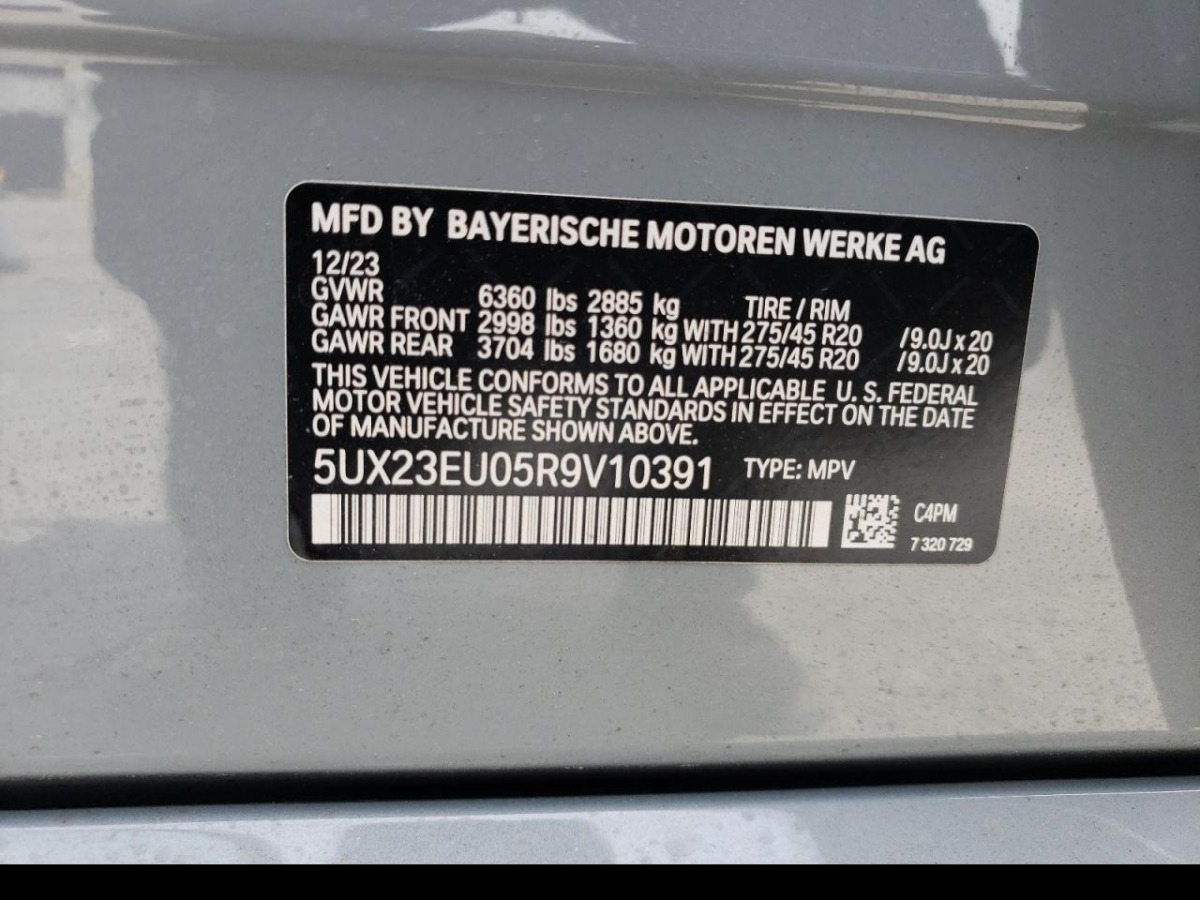 MFD BY BAYERISCHE MOTOREN WERKE AG
12/23
GVWR 6360 lbs 2885 kg TIRE / RIM
GAWR FRONT 2998 lbs 1360 kg WITH 275/45 R20 /9.0J x 20
GAWR REAR 3704 lbs 1680 kg WITH 275/45 R20 /9.0J x 20
THIS VEHICLE CONFORMS TO ALL APPLICABLE U. S. FEDERAL
MOTOR VEHICLE SAFETY STANDARDS IN EFFECT ON THE DATE
OF MANUFACTURE SHOWN ABOVE.
5UX23EU05R9V10391 TYPE: MPV
C4PM
7 320 729